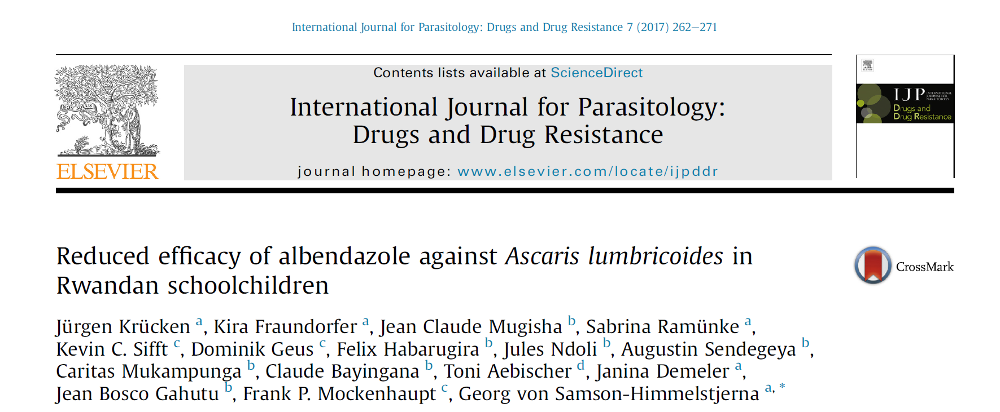 International Journal for Parasitology: Drugs and Drug Resistance 7 (2017) 262–271
NON SOLUS
ELSEVIER
Contents lists available at ScienceDirect
International Journal for Parasitology:
Drugs and Drug Resistance
journal homepage: www.elsevier.com/locate/ijpddr
IJP INTERNATIONAL
JOURNAL FOR
PARASITOLOGY
Drugs and
Drug Resistance
Reduced efficacy of albendazole against Ascaris lumbricoides in
Rwandan schoolchildren
CrossMark
Jürgen Krücken a, Kira Fraundorfer a, Jean Claude Mugisha b, Sabrina Ramünke a,
Kevin C. Sifft c, Dominik Geus c, Felix Habarugira b, Jules Ndoli b, Augustin Sendegeya b,
Caritas Mukampunga b, Claude Bayingana b, Toni Aebischer d, Janina Demeler a,
Jean Bosco Gahutu b, Frank P. Mockenhaupt c, Georg von Samson-Himmelstjerna a, *